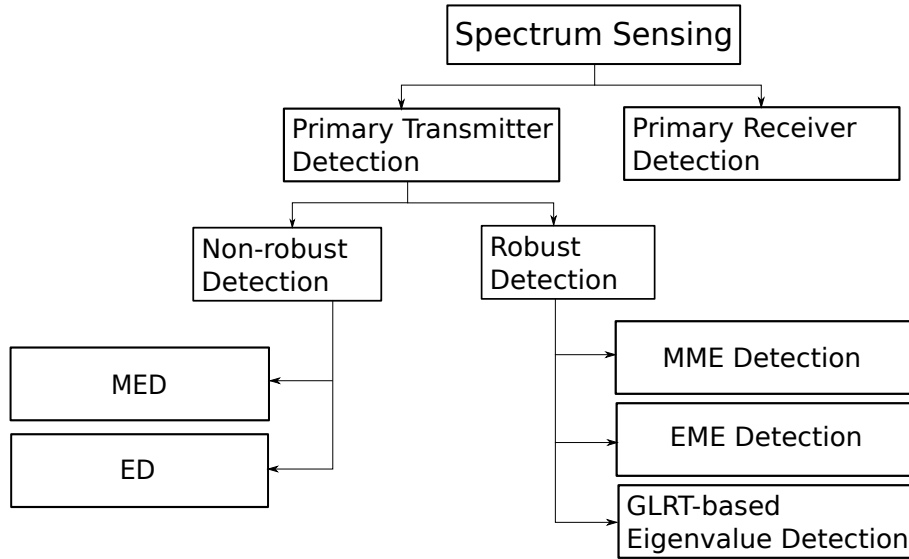 Spectrum Sensing
Primary Transmitter
Detection
Primary Receiver
Detection
Non-robust
Detection
Robust
Detection
MED
ED
MME Detection
EME Detection
GLRT-based
Eigenvalue Detection